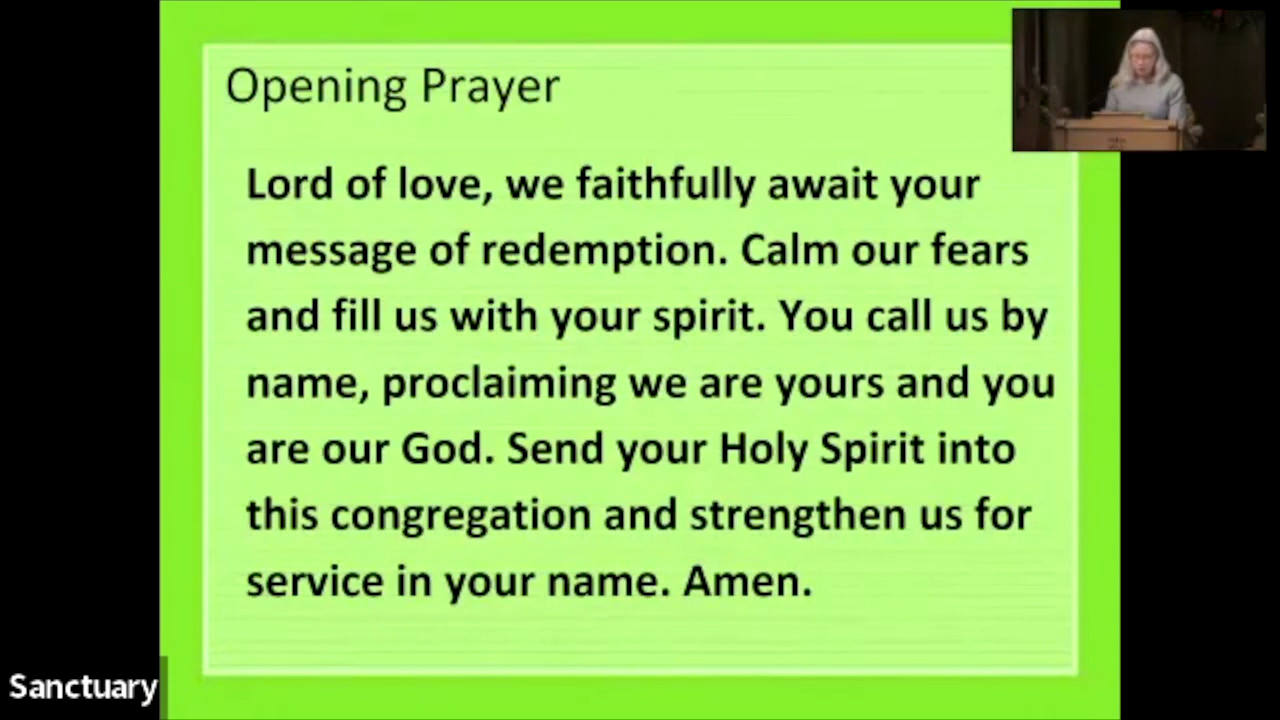 Opening Prayer
Lord of love, we faithfully await your
message of redemption. Calm our fears
and fill us with your spirit. You call us by
name, proclaiming we are yours and you
are our God. Send your Holy Spirit into
this congregation and strengthen us for
service in your name. Amen.
Sanctuary